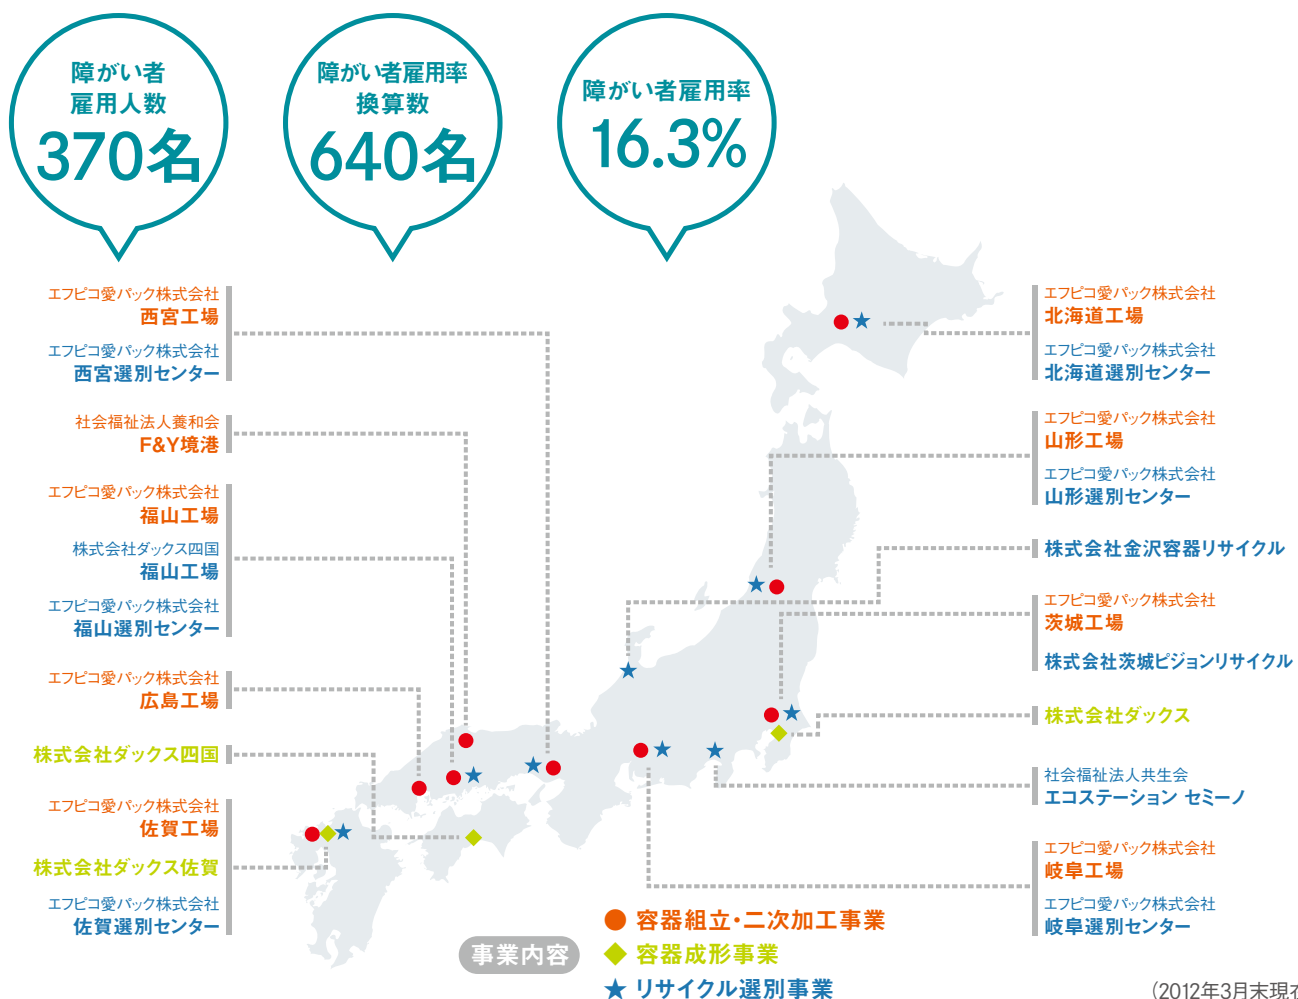 障がい者
雇用人数
370名
障がい者雇用率
換算数
640名
障がい者雇用率
16.3%
エフピコ愛パック株式会社
西宮工場
エフピコ愛パック株式会社
西宮選別センター
社会福祉法人養和会
F&Y境港
エフピコ愛パック株式会社
福山工場
株式会社ダックス四国
福山工場
エフピコ愛パック株式会社
福山選別センター
エフピコ愛パック株式会社
広島工場
株式会社ダックス四国
エフピコ愛パック株式会社
佐賀工場
株式会社ダックス佐賀
エフピコ愛パック株式会社
佐賀選別センター
エフピコ愛パック株式会社
北海道工場
エフピコ愛パック株式会社
北海道選別センター
エフピコ愛パック株式会社
山形工場
エフピコ愛パック株式会社
山形選別センター
株式会社金沢容器リサイクル
エフピコ愛パック株式会社
茨城工場
株式会社茨城ピジョンリサイクル
株式会社ダックス
社会福祉法人共生会
エコステーション セミーノ
エフピコ愛パック株式会社
岐阜工場
エフピコ愛パック株式会社
岐阜選別センター
事業内容
容器組立・二次加工事業
容器成形事業
リサイクル選別事業
(2012年3月末現在